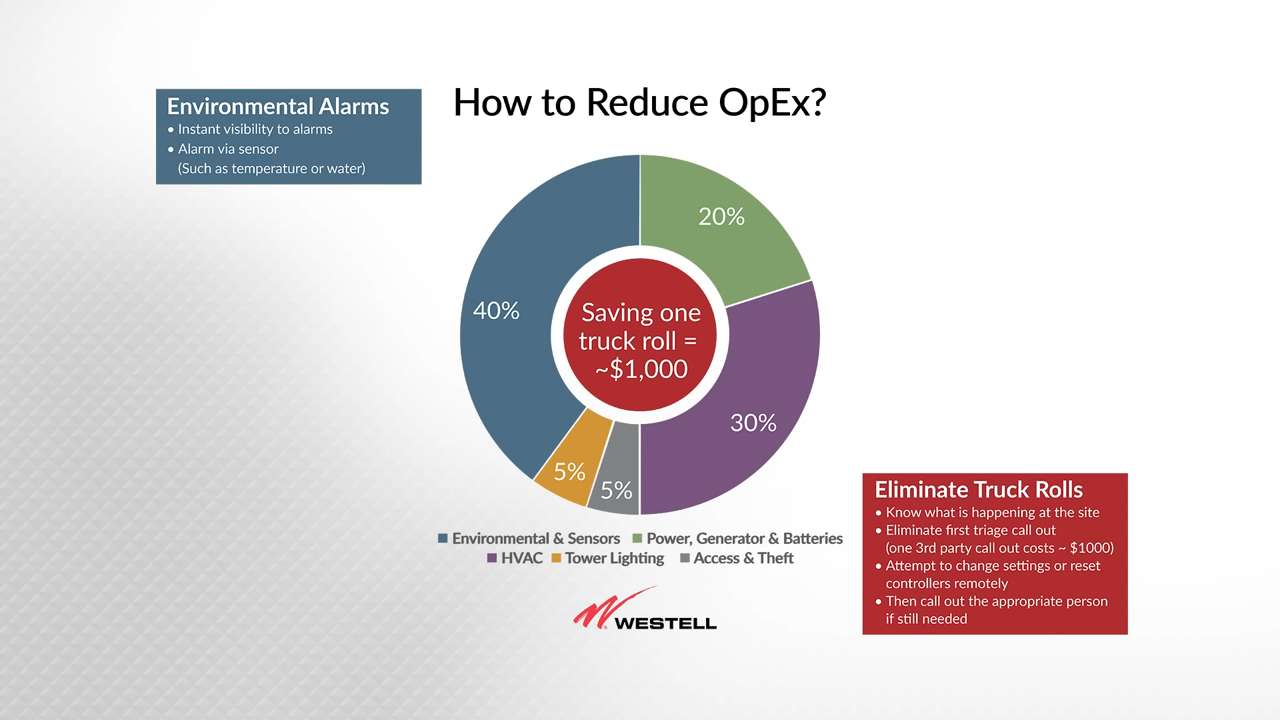 How to Reduce OpEx?
Environmental Alarms
• Instant visibility to alarms
• Alarm via sensor
(Such as temperature or water)
20%
40%
Saving one
truck roll =
~$1,000
30%
5%
5%
Environmental & Sensors Power, Generator & Batteries
HVAC Tower Lighting Access & Theft
WESTELL
Eliminate Truck Rolls
• Know what is happening at the site
• Eliminate first triage call out
(one 3rd party call out costs ~ $1000)
• Attempt to change settings or reset
controllers remotely
• Then call out the appropriate person
if still needed